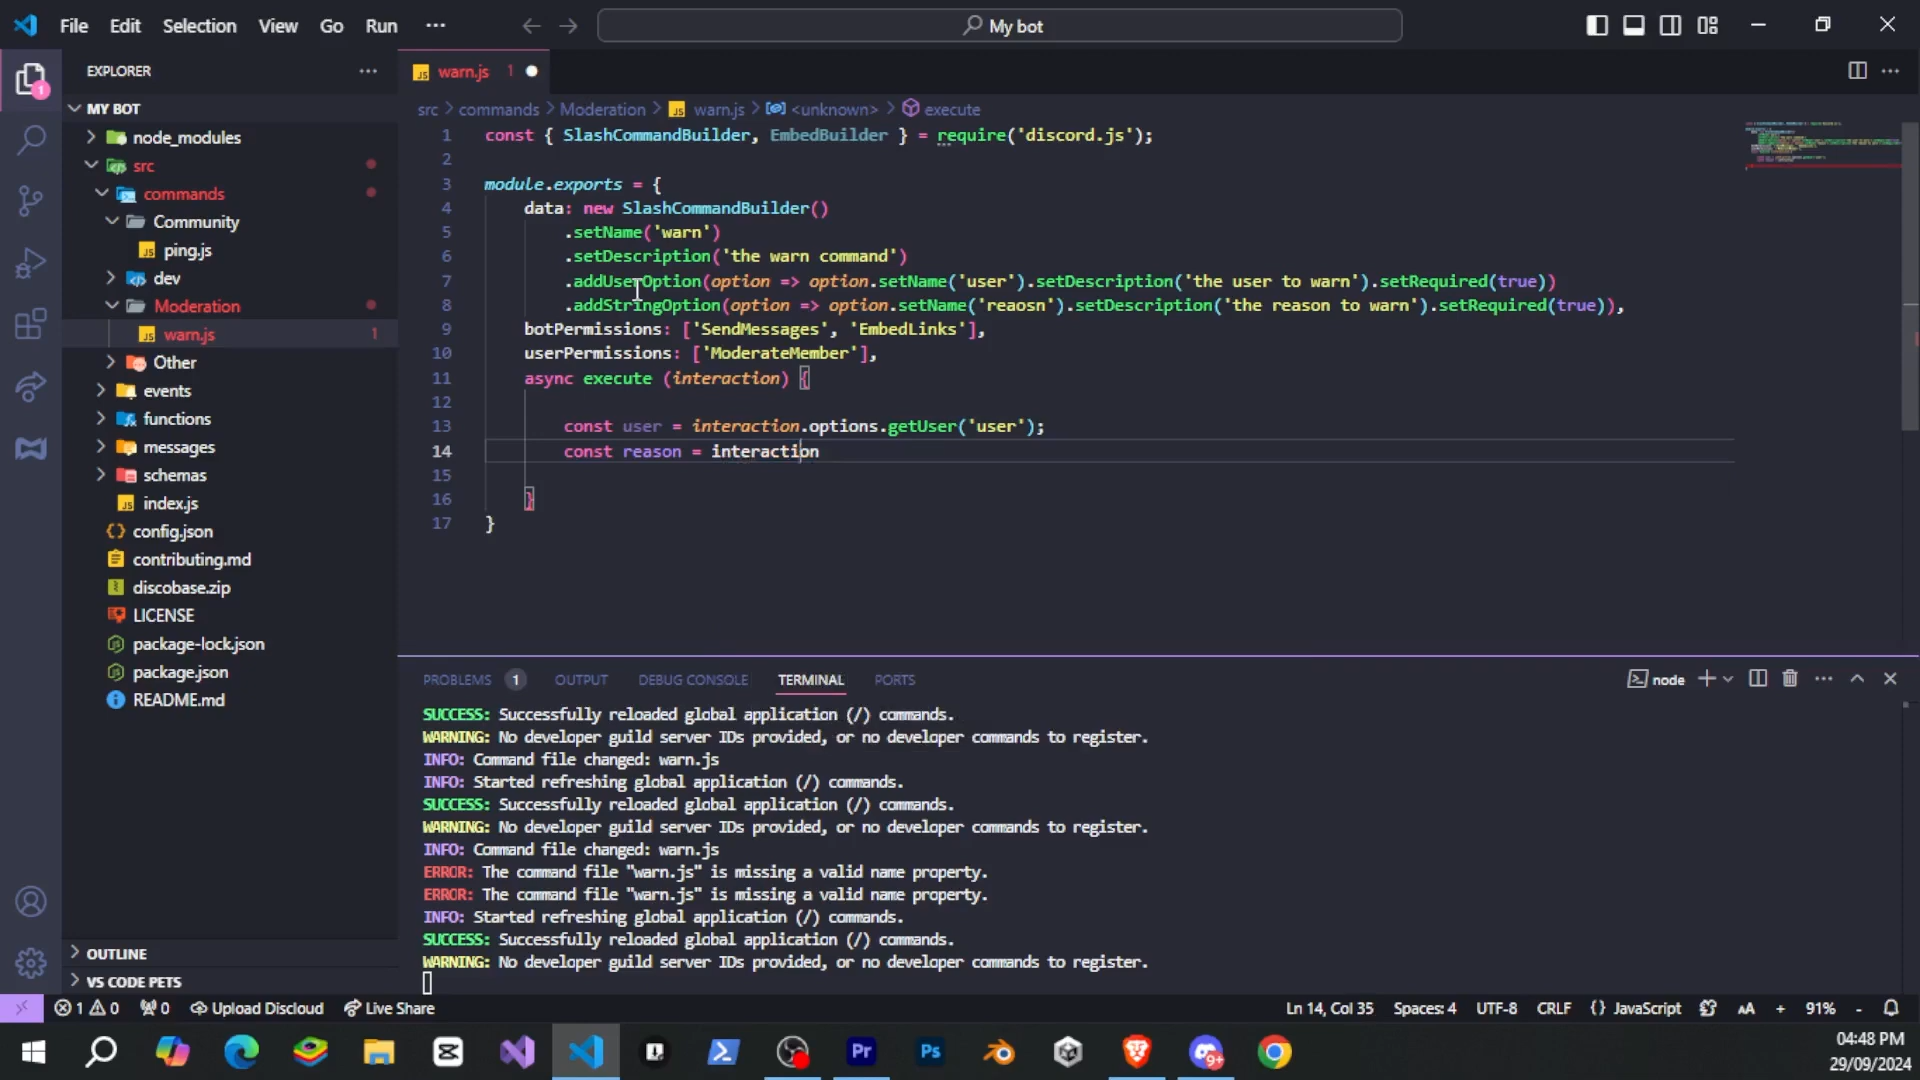 File Edit Selection View Go Run ··· My bot
EXPLORER ···
MY BOT
node_modules
src
commands
Community
ping.js
dev
Moderation
warn.js 1
Other
events
functions
messages
schemas
index.js
config.json
contributing.md
discobase.zip
LICENSE
package-lock.json
package.json
README.md
OUTLINE
VS CODE PETS
warn.js 1
src > commands > Moderation > warn.js > <unknown> > execute
1 const { SlashCommandBuilder, EmbedBuilder } = require('discord.js');
2
3 module.exports = {
4 data: new SlashCommandBuilder()
5 .setName('warn')
6 .setDescription('the warn command')
7 .addUserOption(option => option.setName('user').setDescription('the user to warn').setRequired(true))
8 .addStringOption(option => option.setName('reaosn').setDescription('the reason to warn').setRequired(true)),
9 botPermissions: ['SendMessages', 'EmbedLinks'],
10 userPermissions: ['ModerateMember'],
11 async execute (interaction) {
12
13 const user = interaction.options.getUser('user');
14 const reason = interaction
15
16 }
17 }
PROBLEMS 1 OUTPUT DEBUG CONSOLE TERMINAL PORTS node
SUCCESS: Successfully reloaded global application (/) commands.
WARNING: No developer guild server IDs provided, or no developer commands to register.
INFO: Command file changed: warn.js
INFO: Started refreshing global application (/) commands.
SUCCESS: Successfully reloaded global application (/) commands.
WARNING: No developer guild server IDs provided, or no developer commands to register.
INFO: Command file changed: warn.js
ERROR: The command file "warn.js" is missing a valid name property.
ERROR: The command file "warn.js" is missing a valid name property.
INFO: Started refreshing global application (/) commands.
SUCCESS: Successfully reloaded global application (/) commands.
WARNING: No developer guild server IDs provided, or no developer commands to register.
1 0 0 Upload Discloud Live Share Ln 14, Col 35 Spaces: 4 UTF-8 CRLF {} JavaScript AA + 91% -
Pr Ps 9+
04:48 PM
29/09/2024